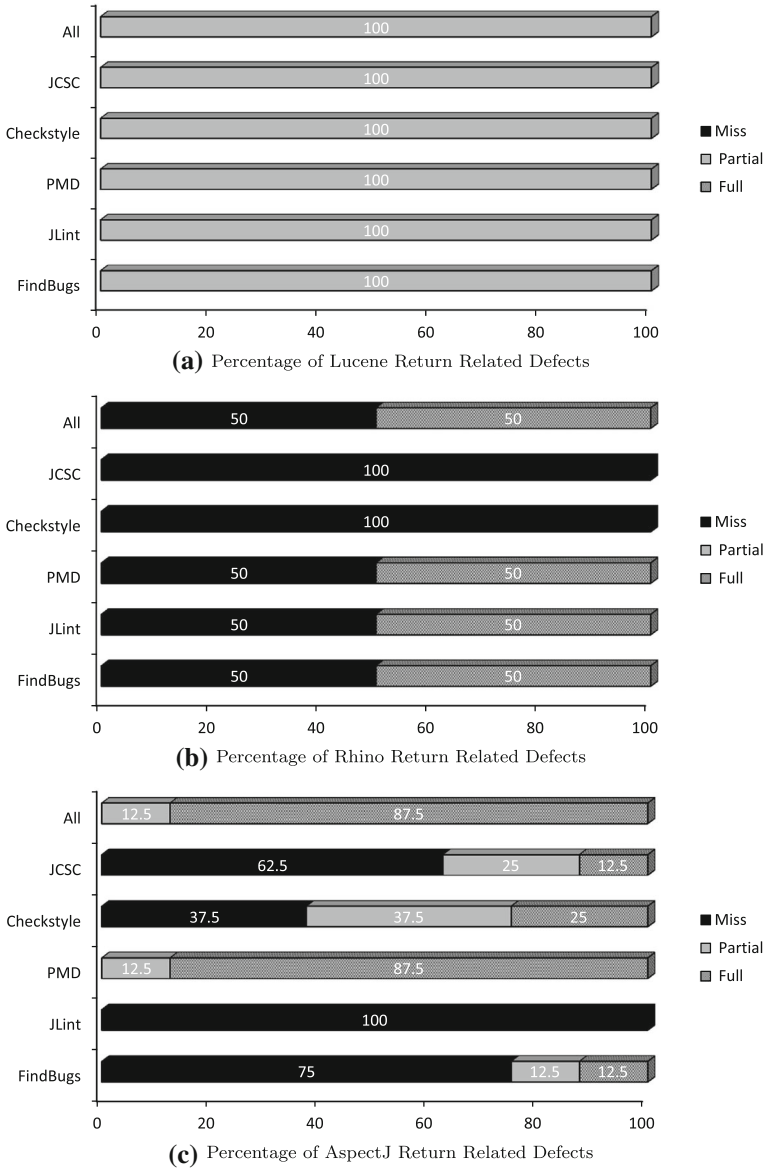 All
100
JCSC
100
Checkstyle
100
PMD
100
JLint
100
FindBugs
100
Miss
Partial
Full
0 20 40 60 80 100
(a) Percentage of Lucene Return Related Defects
All
50 50
JCSC
100
Checkstyle
100
PMD
50 50
JLint
50 50
FindBugs
50 50
Miss
Partial
Full
0 20 40 60 80 100
(b) Percentage of Rhino Return Related Defects
All
12.5 87.5
JCSC
62.5 25 12.5
Checkstyle
37.5 37.5 25
PMD
12.5 87.5
JLint
100
FindBugs
75 12.5 12.5
Miss
Partial
Full
0 20 40 60 80 100
(c) Percentage of AspectJ Return Related Defects